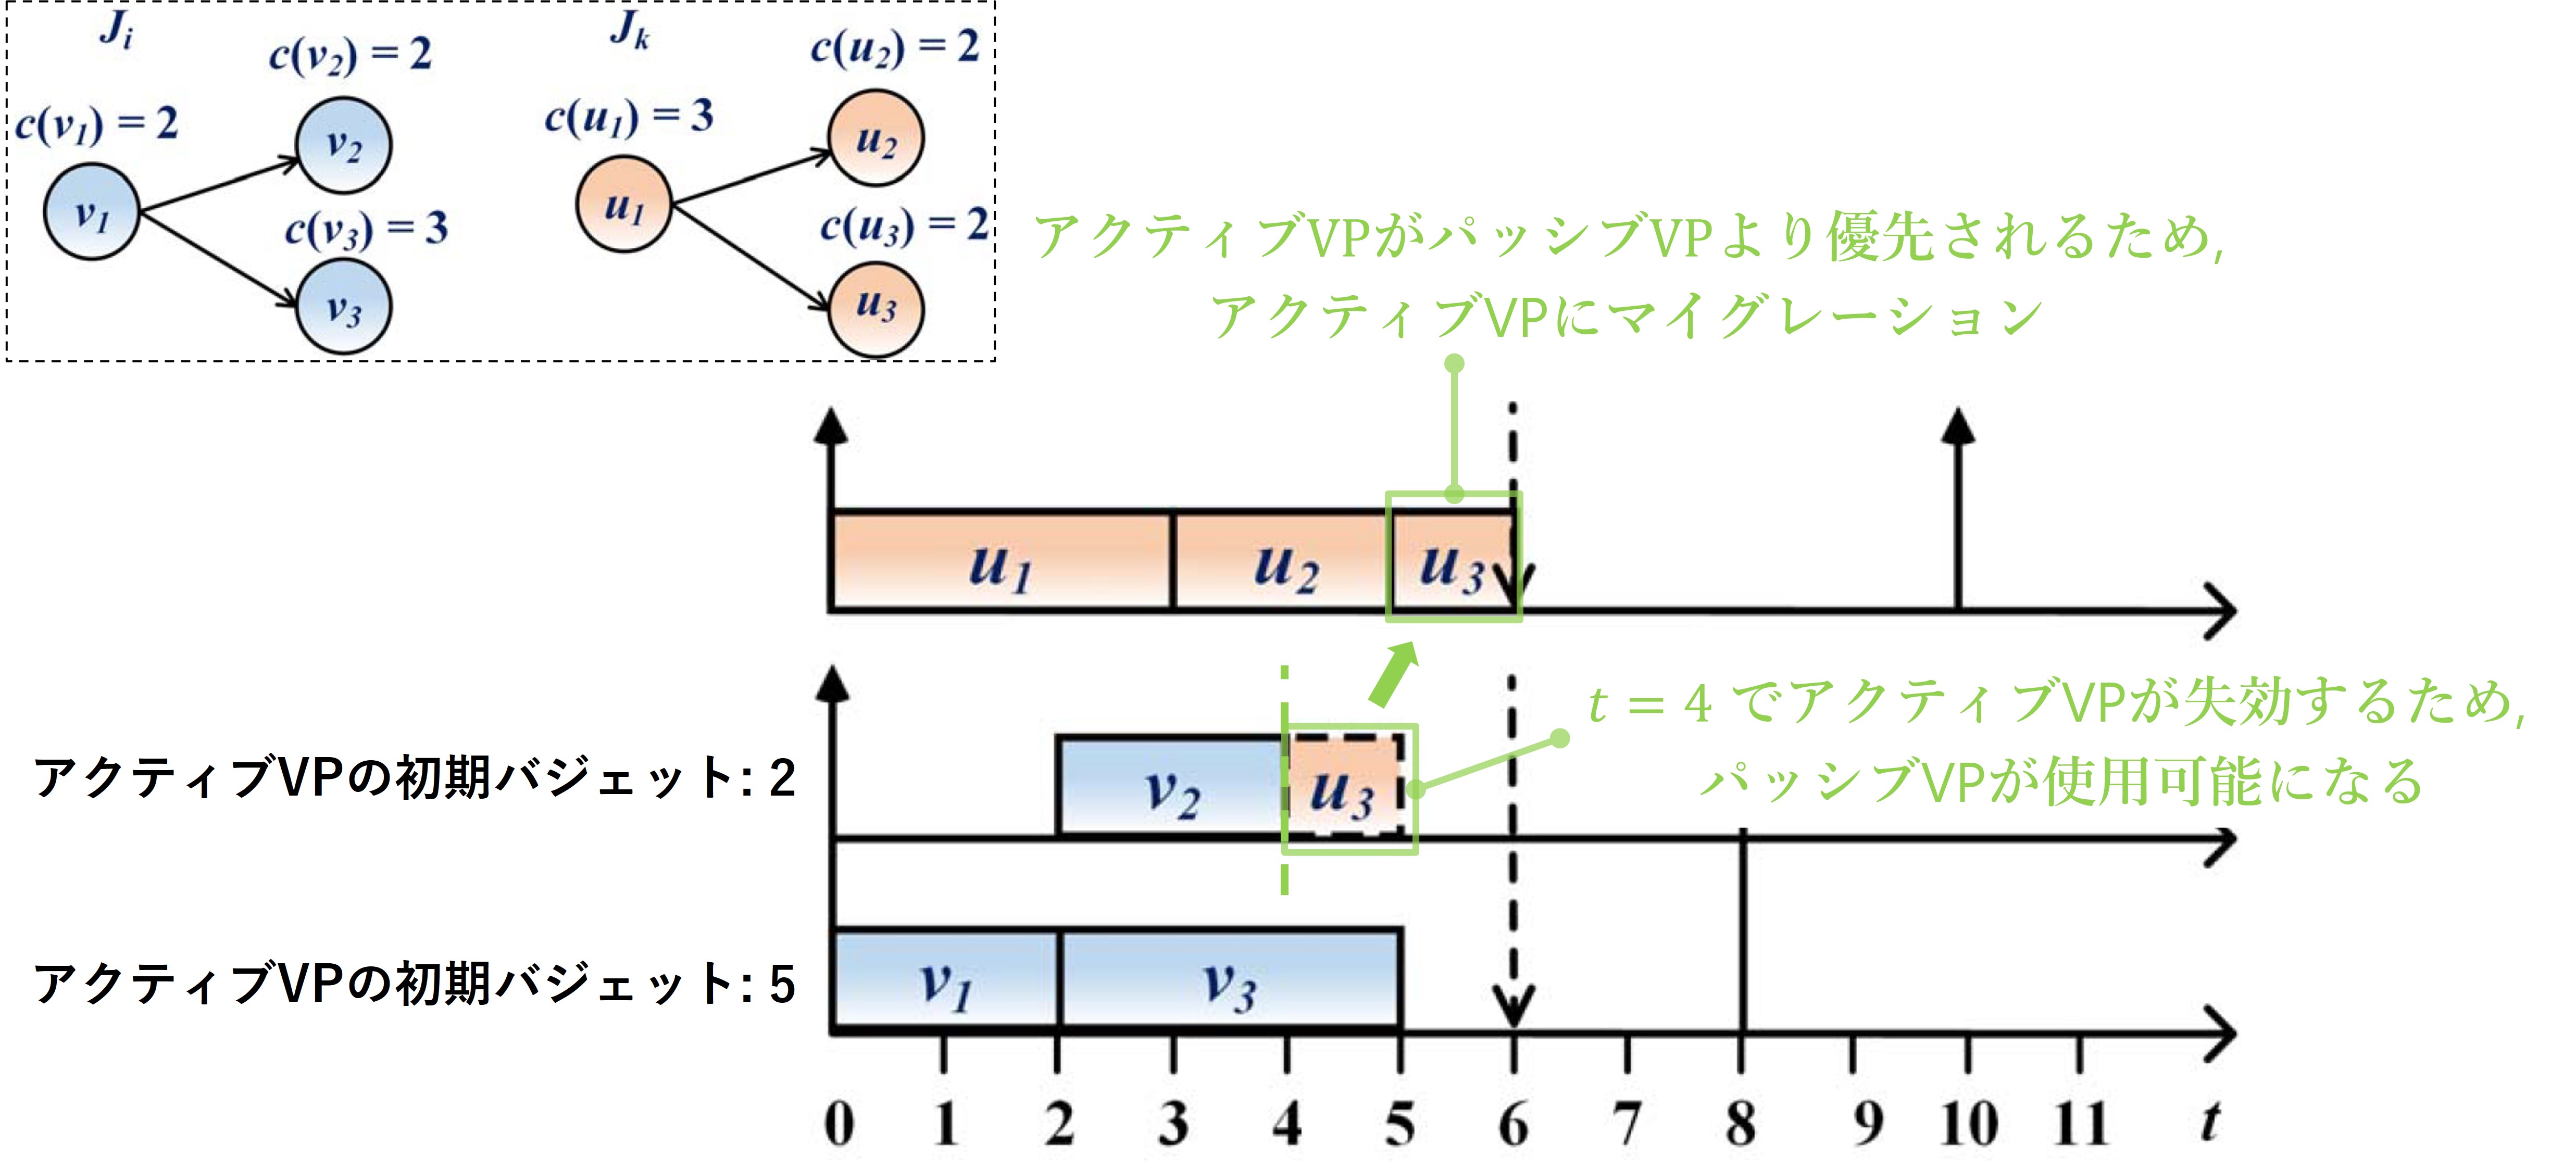 J_i
J_k
c(v_2) = 2
c(u_2) = 2
c(v_1) = 2
c(u_1) = 3
v_2
u_2
v_1
u_1
c(v_3) = 3
c(u_3) = 2
v_3
u_3
アクティブVPがパッシブVPより優先されるため,
アクティブVPにマイグレーション
u_1
u_2
u_3
t = 4 でアクティブVPが失効するため,
パッシブVPが使用可能になる
アクティブVPの初期バジェット: 2
v_2
u_3
アクティブVPの初期バジェット: 5
v_1
v_3
0 1 2 3 4 5 6 7 8 9 10 11 t